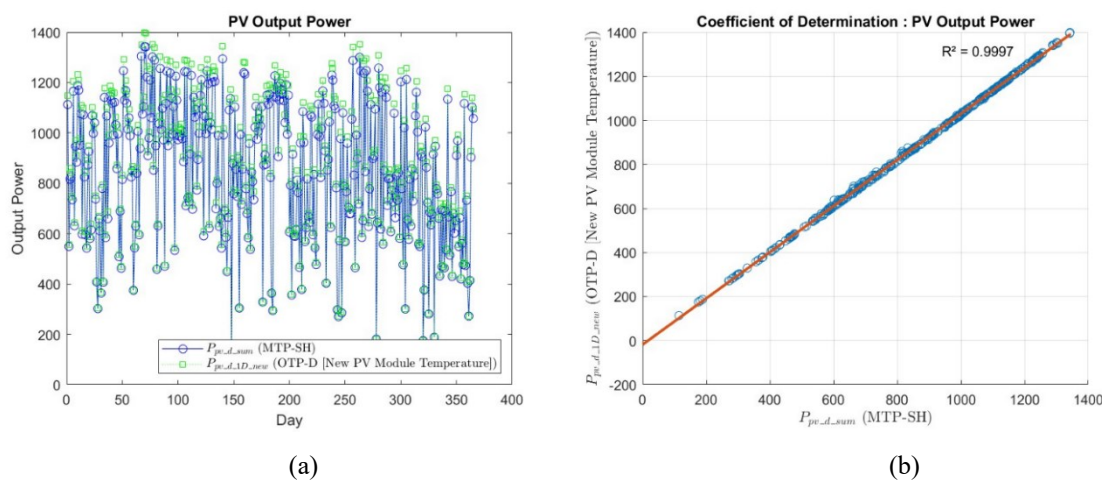 PV Output Power
1400
1200
1000
800
600
400
200
0
Output Power
P_pv_d_sum (MTP-SH)
P_pv_d_1D_new (OTP-D [New PV Module Temperature])
0 50 100 150 200 250 300 350 400
Day
(a)
Coefficient of Determination : PV Output Power
1400
1200
1000
800
600
400
200
0
-200
P_pv_d_1D_new (OTP-D [New PV Module Temperature])
R² = 0.9997
0 200 400 600 800 1000 1200 1400
P_pv_d_sum (MTP-SH)
(b)